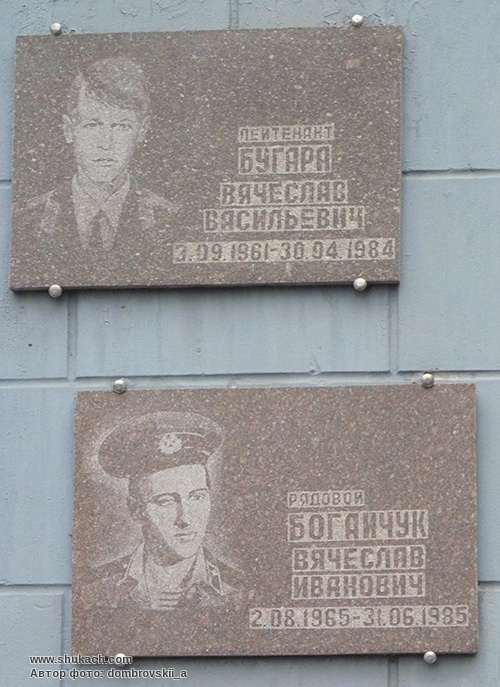 ЛЕЙТЕНАНТ
БУГАРА
ВЯЧЕСЛАВ
ВАСИЛЬЕВИЧ
3.09.1961-30.04.1984
РЯДОВОЙ
БОГАЙЧУК
ВЯЧЕСЛАВ
ИВАНОВИЧ
2.08.1965-31.06.1985
www.shukach.com
Автор фото: dombrovskii_a